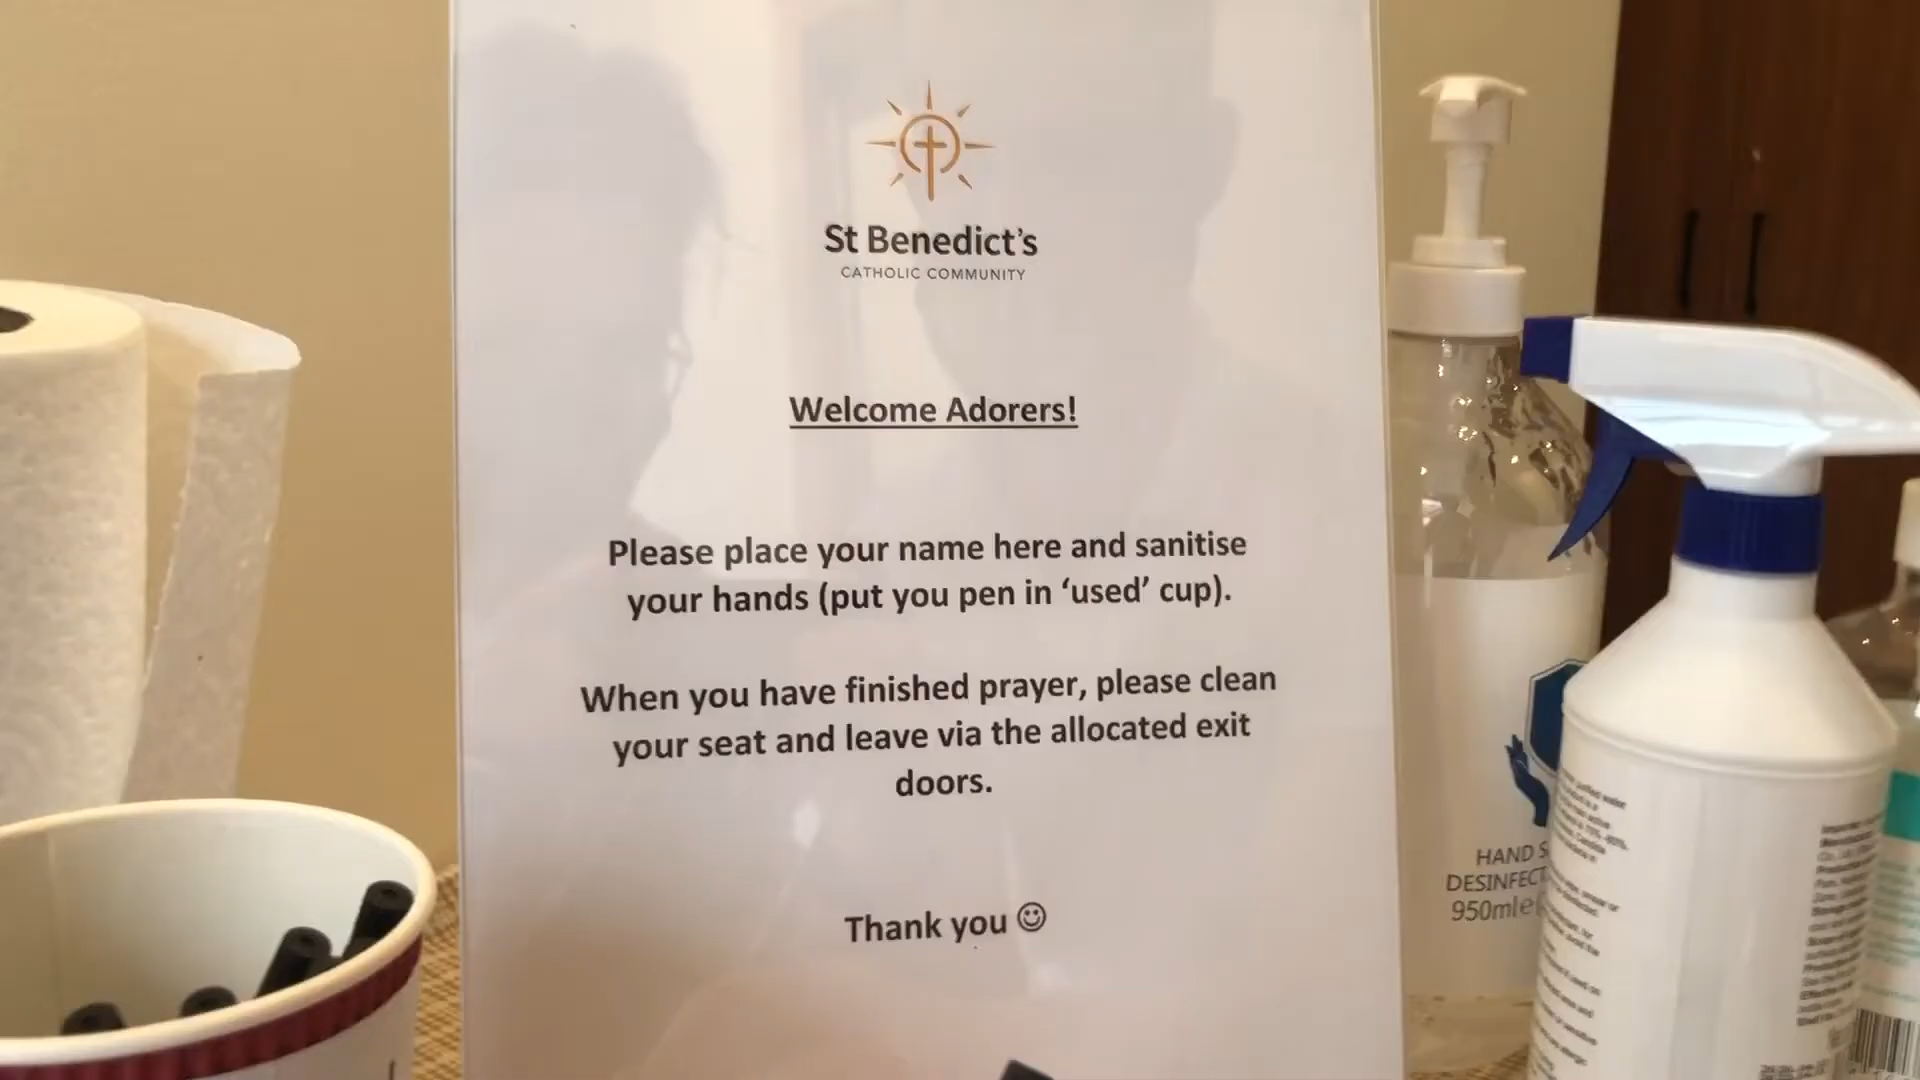 St Benedict's
CATHOLIC COMMUNITY
Welcome Adorers!
Please place your name here and sanitise
your hands (put you pen in ‘used’ cup).
When you have finished prayer, please clean
your seat and leave via the allocated exit
doors.
Thank you ☺
HAND
950ml